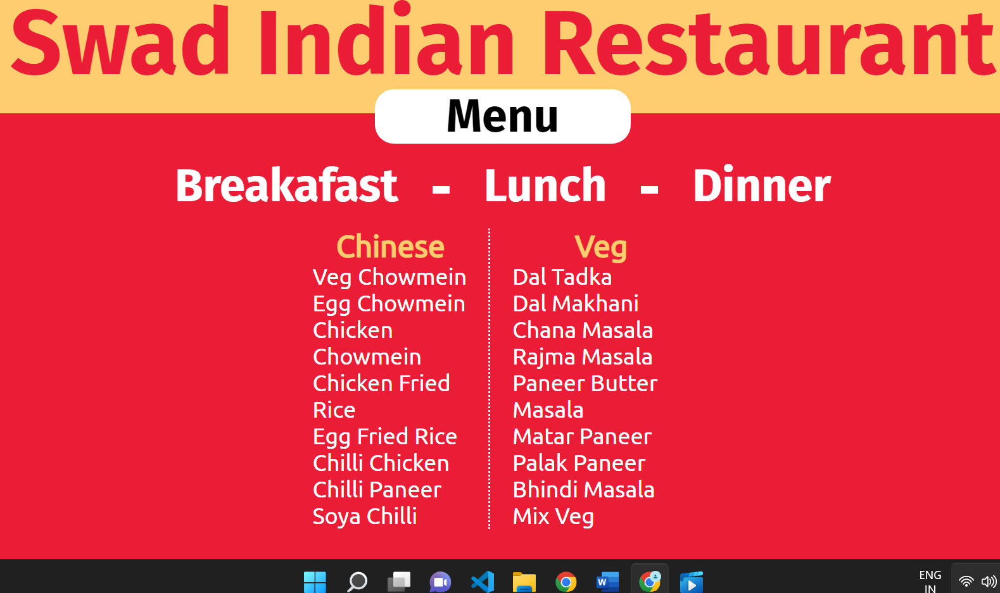 Swad Indian Restaurant
Menu
Breakafast - Lunch - Dinner
Chinese
Veg Chowmein
Egg Chowmein
Chicken
Chowmein
Chicken Fried
Rice
Egg Fried Rice
Chilli Chicken
Chilli Paneer
Soya Chilli
Veg
Dal Tadka
Dal Makhani
Chana Masala
Rajma Masala
Paneer Butter
Masala
Matar Paneer
Palak Paneer
Bhindi Masala
Mix Veg
W
ENG
IN